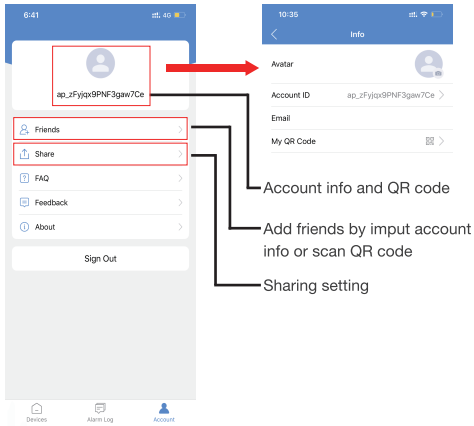 6:41
4G
ap_zFyjqx9PNF3gaw7Ce
Friends
Share
FAQ
Feedback
About
Sign Out
Devices
Alarm Log
Account
10:35
Info
Avatar
Account ID
ap_zFyjqx9PNF3gaw7Ce
Email
My QR Code
Account info and QR code
Add friends by imput account
info or scan QR code
Sharing setting